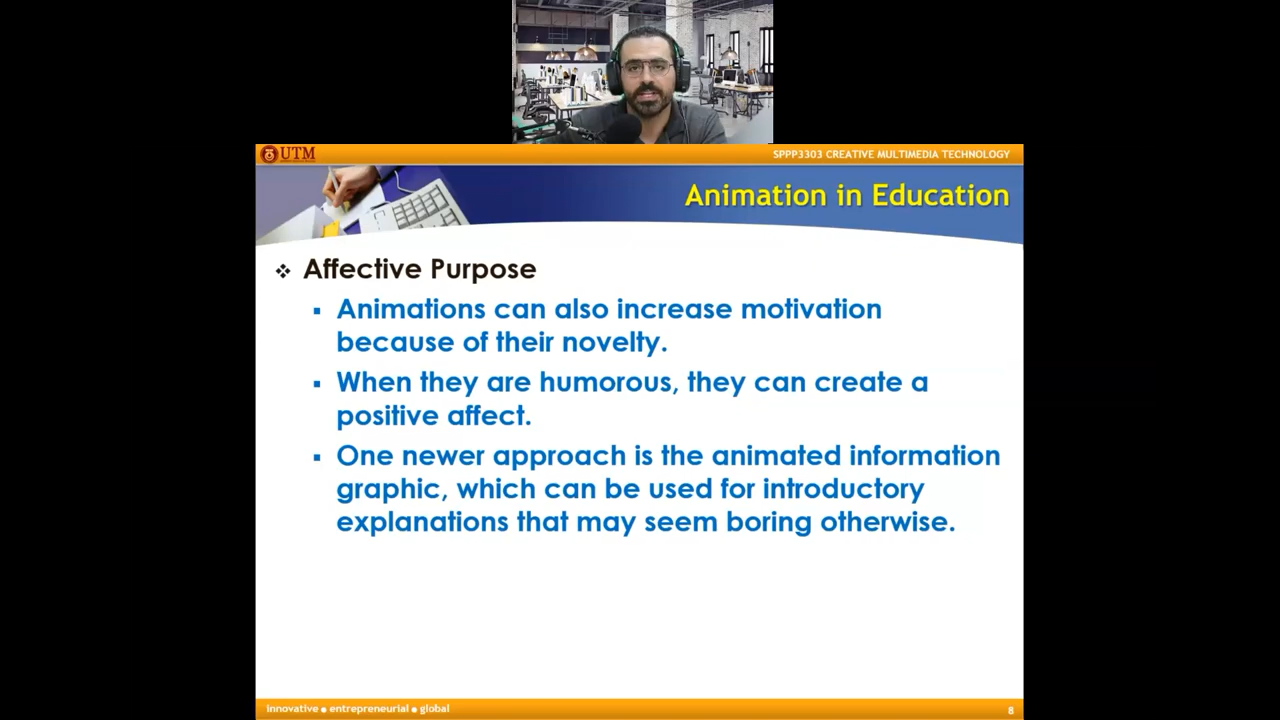 UTM
SPPP3303 CREATIVE MULTIMEDIA TECHNOLOGY
Animation in Education
Affective Purpose
Animations can also increase motivation
because of their novelty.
When they are humorous, they can create a
positive affect.
One newer approach is the animated information
graphic, which can be used for introductory
explanations that may seem boring otherwise.
innovative ● entrepreneurial ● global
8